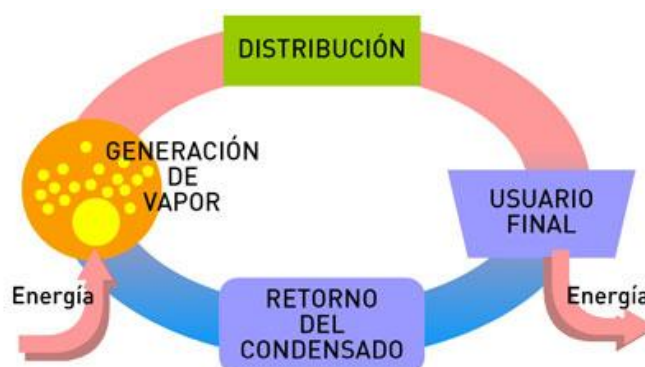 DISTRIBUCIÓN
GENERACIÓN
DE
VAPOR
USUARIO
FINAL
Energía
Energía
RETORNO
DEL
CONDENSADO